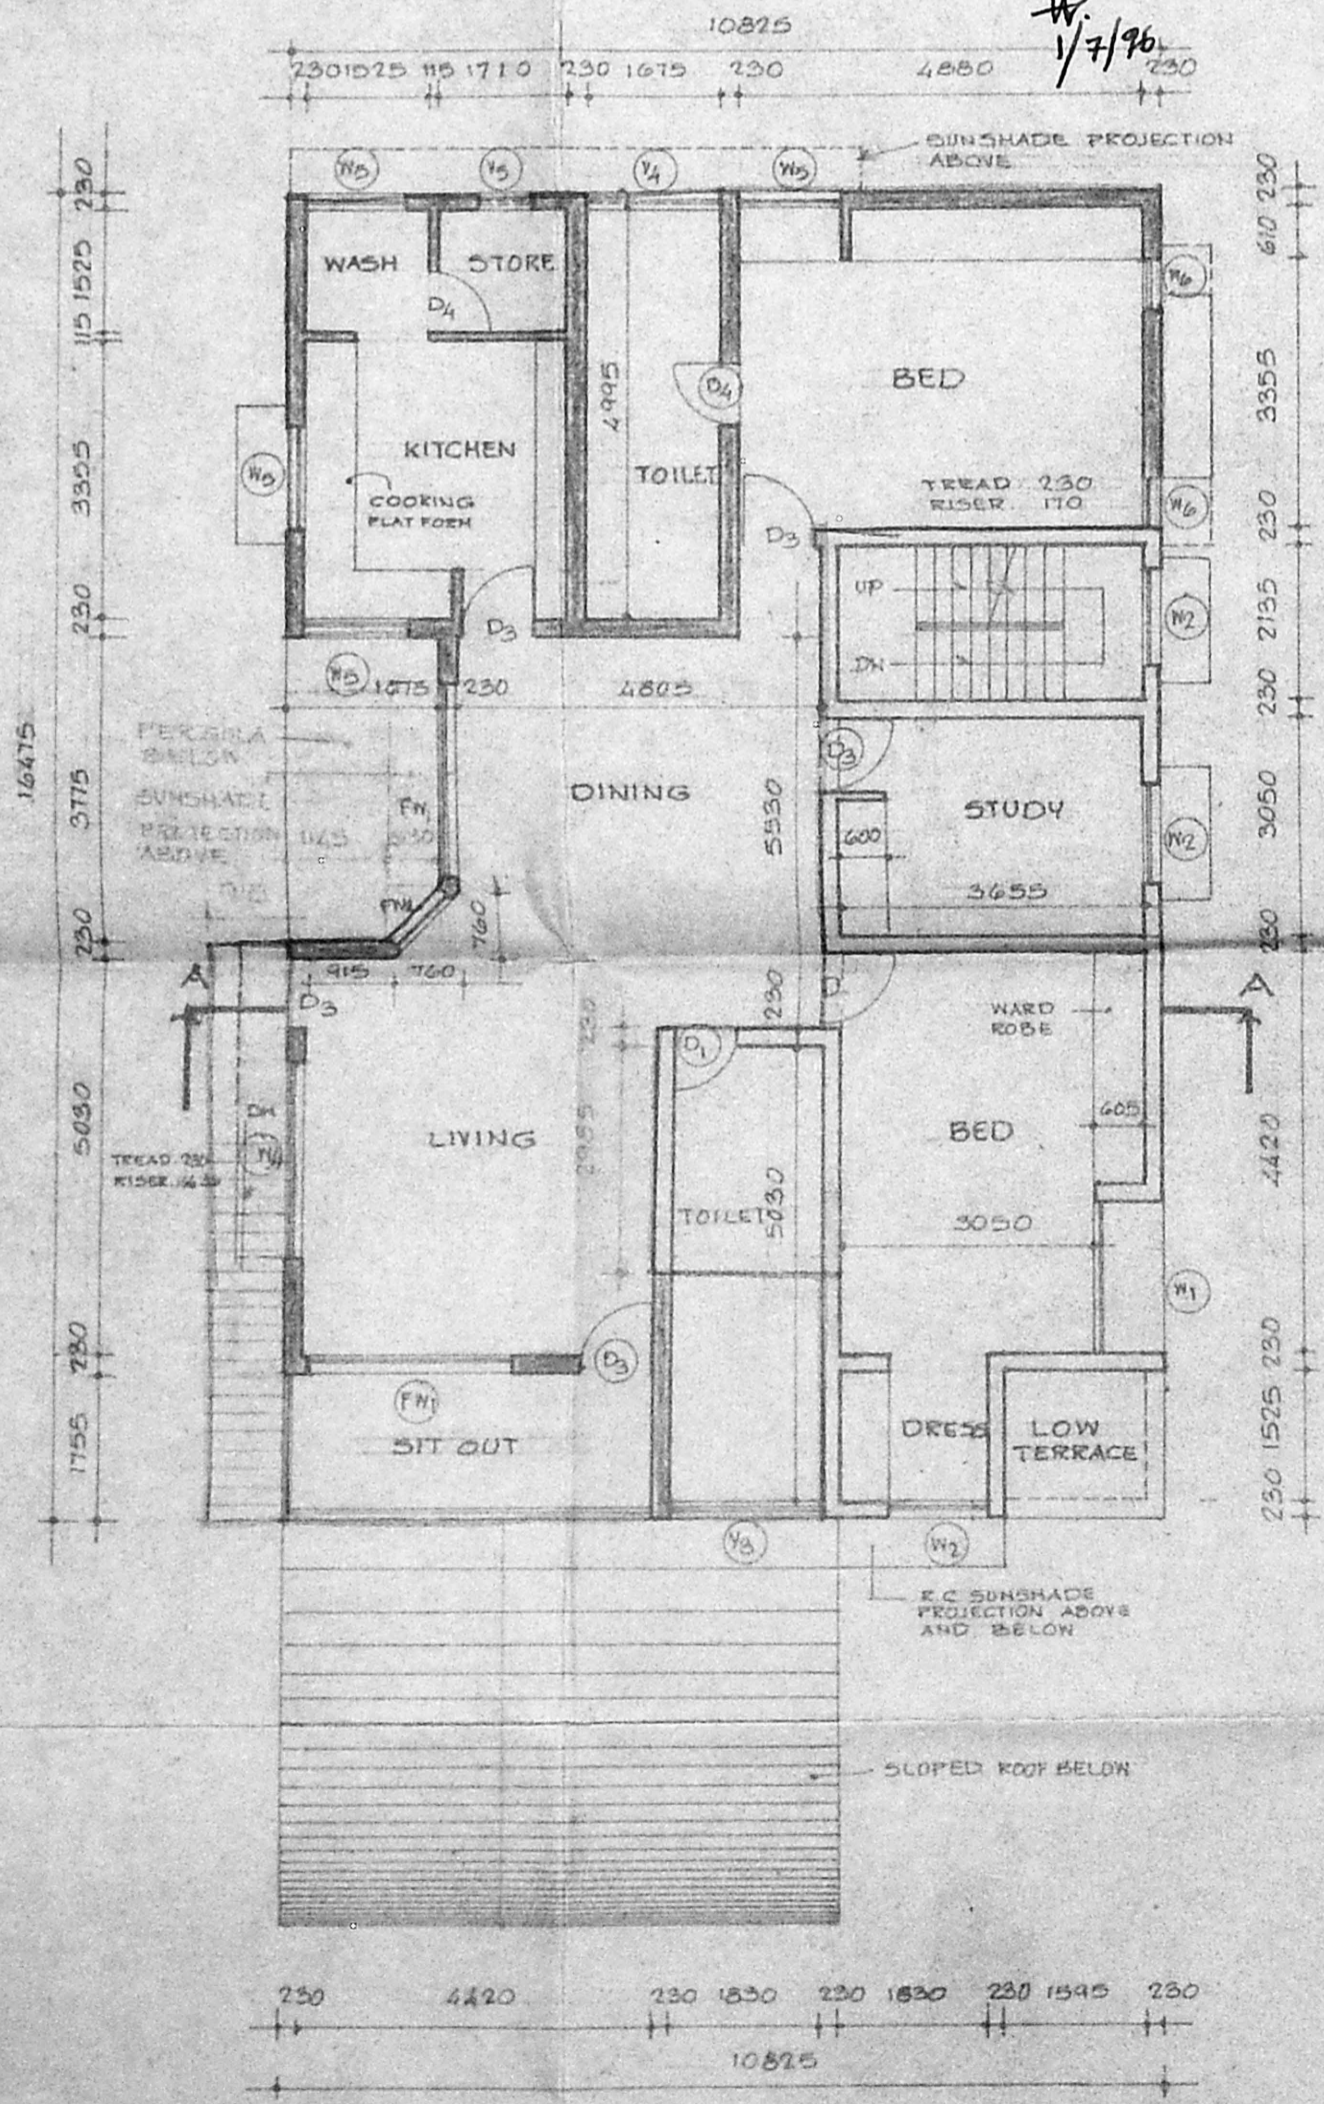 10825
1/7/96
230 1525 115 1710 230 1675 230 4880 230
SUNSHADE PROJECTION
ABOVE
W5 V5 V4 W5
230 1525 115 3355 230 3775 230 5030 230 1755
16475
230 610 3355 230 2135 230 3050 230 4420 230 1525 230
WASH
STORE
D4
W6
BED
4995
D4
KITCHEN
COOKING
PLAT FORM
W5
TOILET
TREAD 230
RISER 170
W6
D3
D3
UP
DN
W2
W5
1675 230 4805
PERGOLA
BELOW
SUNSHADE
PROJECTION
ABOVE
FW1
DINING
5530
D3
STUDY
600
W2
3655
760
A
915 760
D3
230
D
WARD
ROBE
A
230
D1
LIVING
2955
DN
W4
TREAD 230
RISER
BED
605
TOILET
5030
3050
W1
D3
FW1
SIT OUT
DRESS
LOW
TERRACE
V3
W2
R.C SUNSHADE
PROJECTION ABOVE
AND BELOW
SLOPED ROOF BELOW
230 4420 230 1830 230 1830 230 1595 230
10825